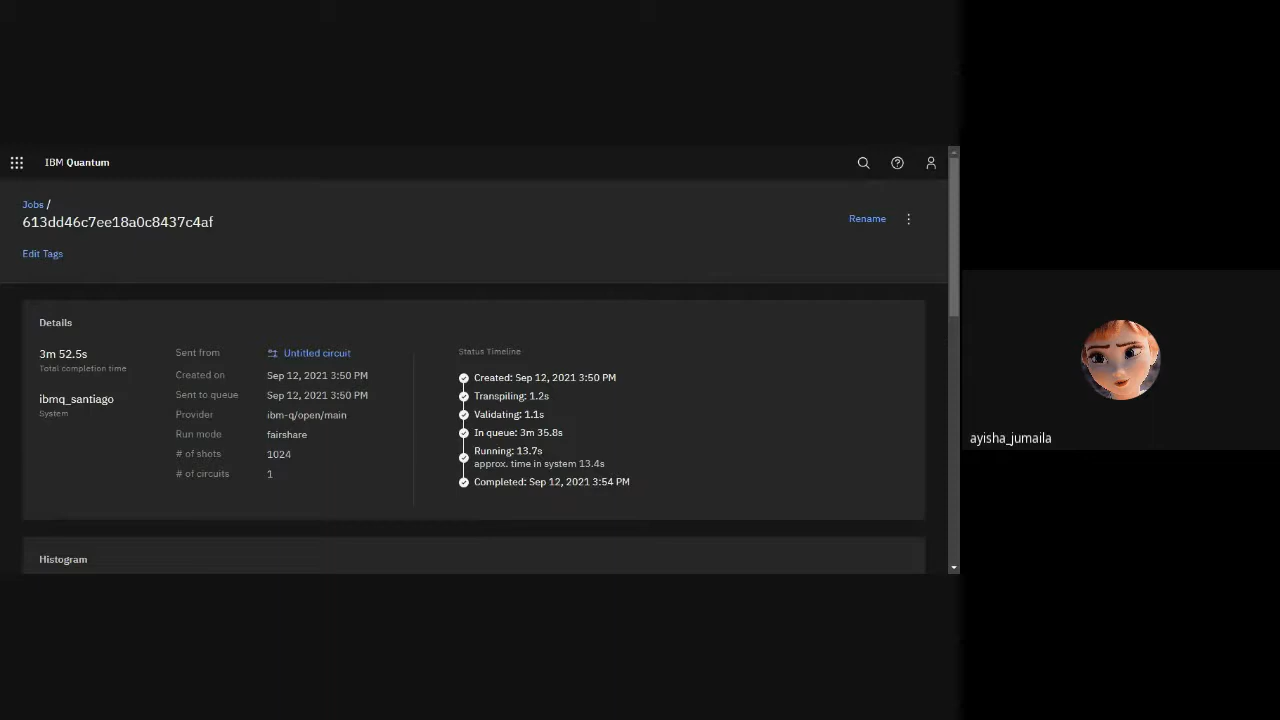 IBM Quantum
Jobs /
613dd46c7ee18a0c8437c4af
Rename
Edit Tags
Details
3m 52.5s
Total completion time
ibmq_santiago
System
Sent from Untitled circuit
Created on Sep 12, 2021 3:50 PM
Sent to queue Sep 12, 2021 3:50 PM
Provider ibm-q/open/main
Run mode fairshare
# of shots 1024
# of circuits 1
Status Timeline
Created: Sep 12, 2021 3:50 PM
Transpiling: 1.2s
Validating: 1.1s
In queue: 3m 35.8s
Running: 13.7s
approx. time in system 13.4s
Completed: Sep 12, 2021 3:54 PM
Histogram
ayisha_jumaila